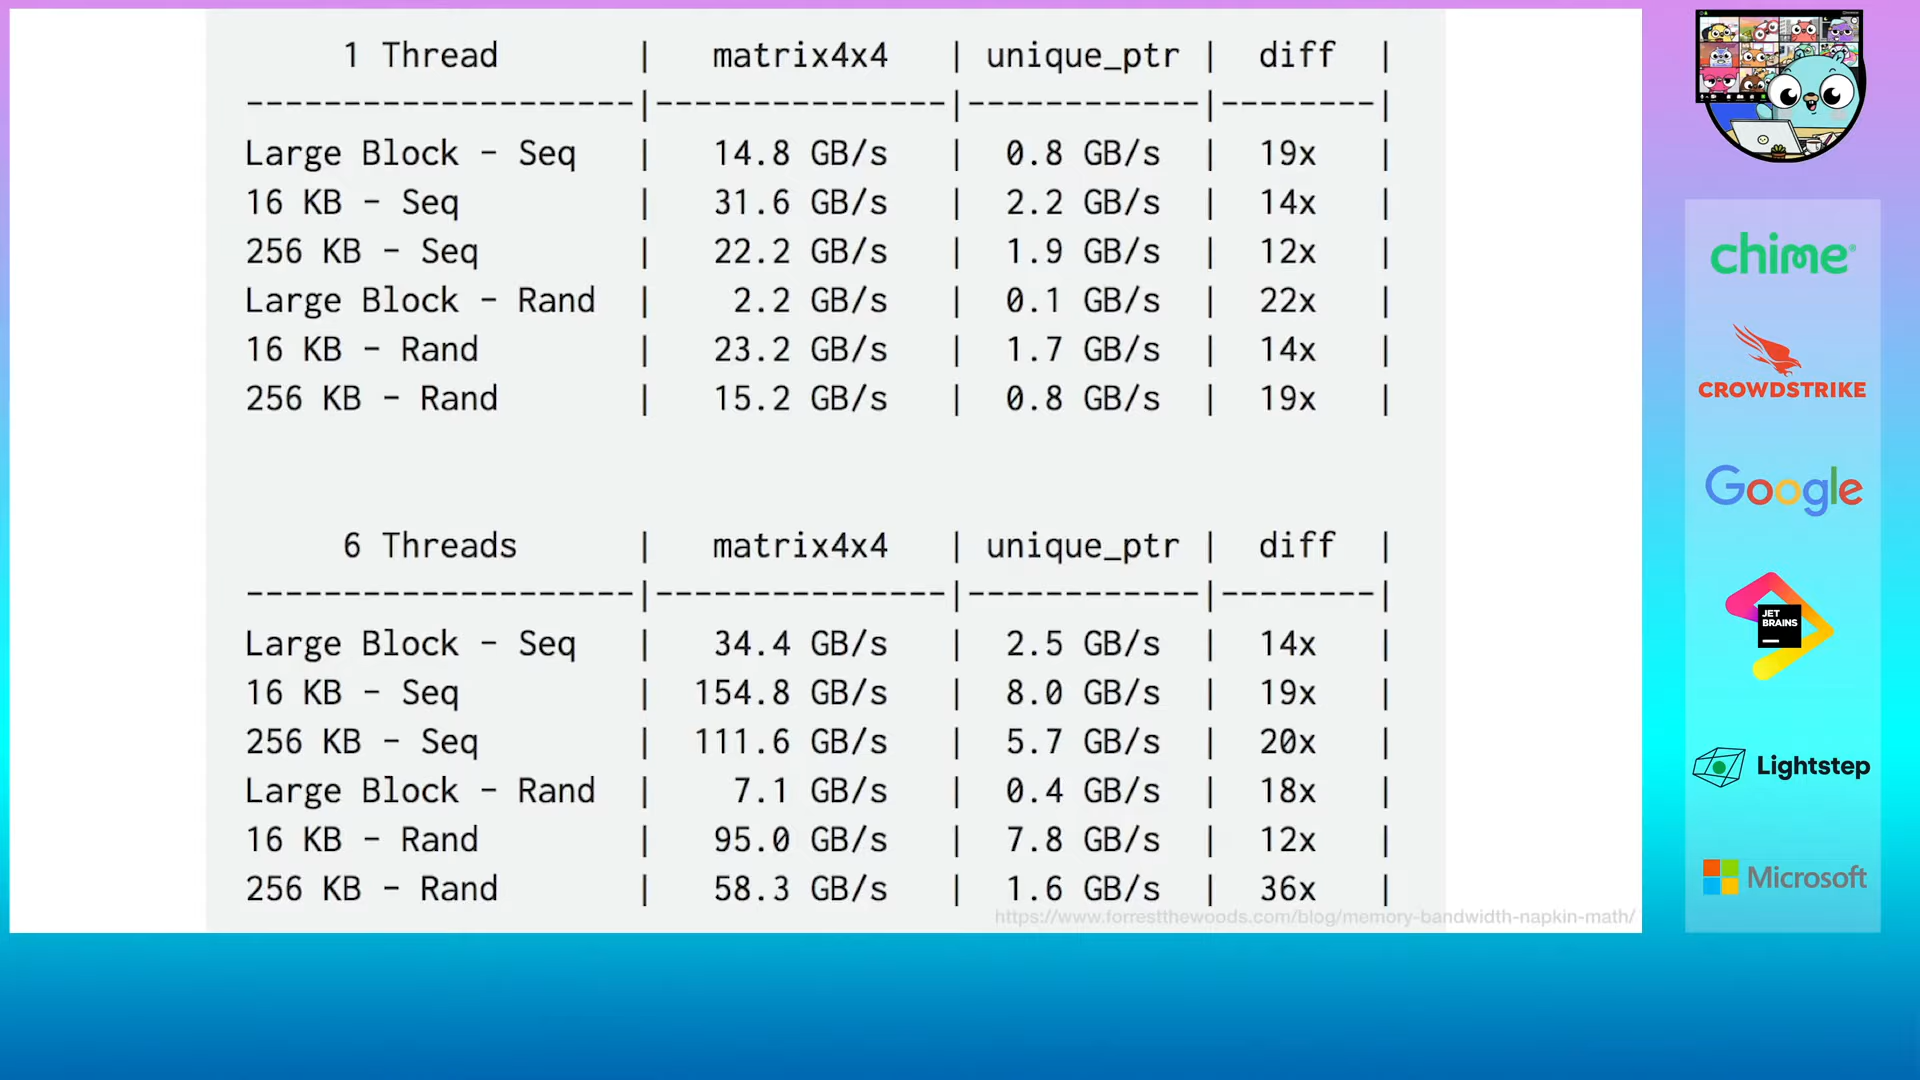 1 Thread | matrix4x4 | unique_ptr | diff |
--------------------|---------------|------------|--------|
Large Block - Seq | 14.8 GB/s | 0.8 GB/s | 19x |
16 KB - Seq | 31.6 GB/s | 2.2 GB/s | 14x |
256 KB - Seq | 22.2 GB/s | 1.9 GB/s | 12x |
Large Block - Rand | 2.2 GB/s | 0.1 GB/s | 22x |
16 KB - Rand | 23.2 GB/s | 1.7 GB/s | 14x |
256 KB - Rand | 15.2 GB/s | 0.8 GB/s | 19x |
6 Threads | matrix4x4 | unique_ptr | diff |
--------------------|---------------|------------|--------|
Large Block - Seq | 34.4 GB/s | 2.5 GB/s | 14x |
16 KB - Seq | 154.8 GB/s | 8.0 GB/s | 19x |
256 KB - Seq | 111.6 GB/s | 5.7 GB/s | 20x |
Large Block - Rand | 7.1 GB/s | 0.4 GB/s | 18x |
16 KB - Rand | 95.0 GB/s | 7.8 GB/s | 12x |
256 KB - Rand | 58.3 GB/s | 1.6 GB/s | 36x |
https://www.forrestthewoods.com/blog/memory-bandwidth-napkin-math/
chime
CROWDSTRIKE
Google
JET
BRAINS
Lightstep
Microsoft